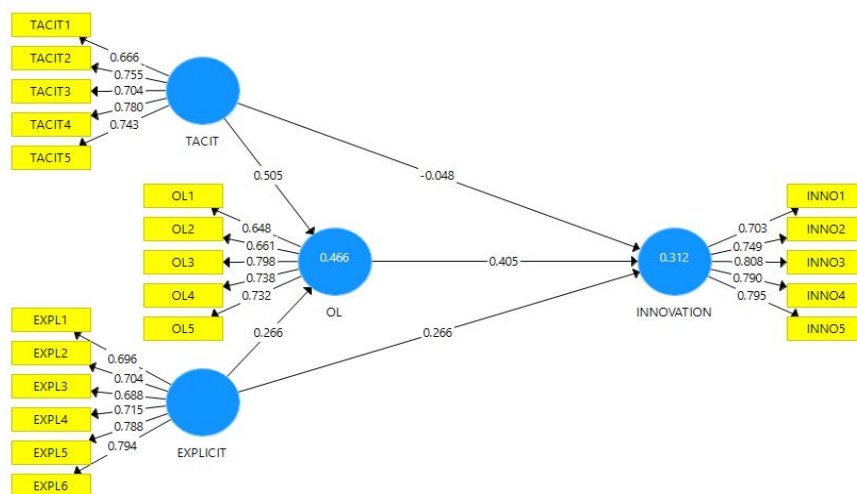 TACIT1
TACIT2
TACIT3
TACIT4
TACIT5
0.666
0.755
0.704
0.780
0.743
TACIT
0.505
-0.048
OL1
OL2
OL3
OL4
OL5
0.648
0.661
0.798
0.738
0.732
0.466
OL
0.405
0.312
INNOVATION
0.703
0.749
0.808
0.790
0.795
INNO1
INNO2
INNO3
INNO4
INNO5
0.266
0.266
EXPL1
EXPL2
EXPL3
EXPL4
EXPL5
EXPL6
0.696
0.704
0.688
0.715
0.788
0.794
EXPLICIT